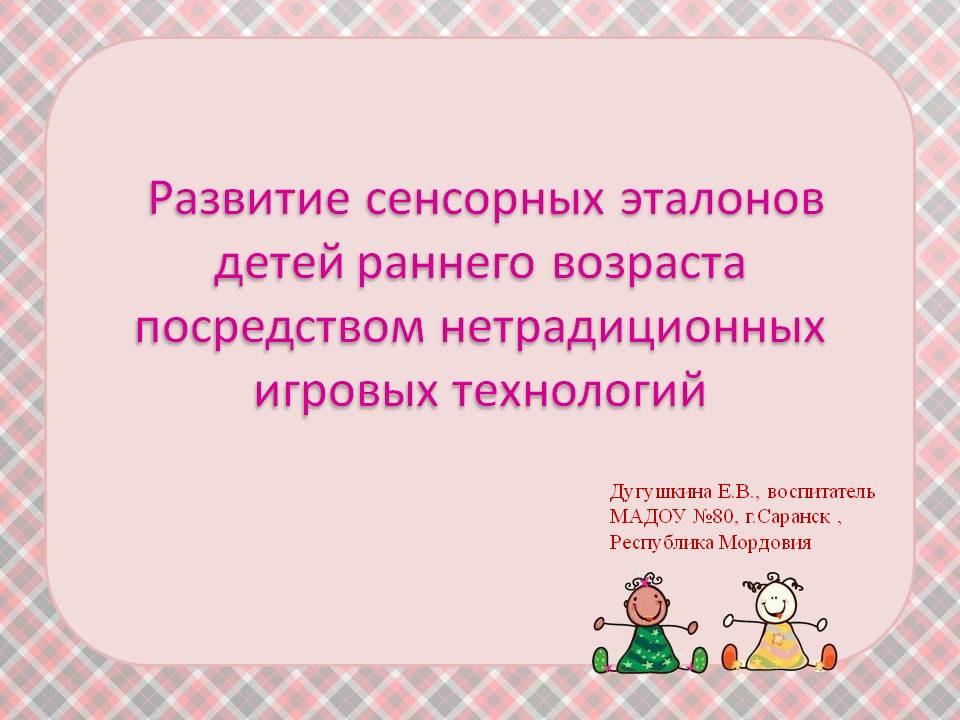 Развитие сенсорных эталонов
детей раннего возраста
посредством нетрадиционных
игровых технологий
Дугушкина Е.В., воспитатель
МАДОУ №80, г.Саранск ,
Республика Мордовия